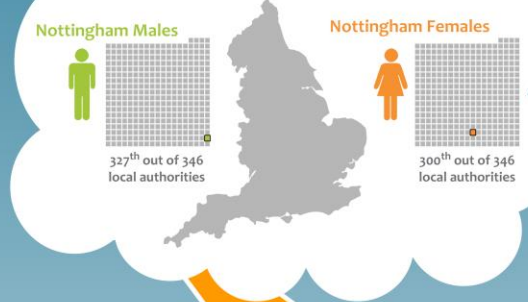 Nottingham Males
327th out of 346
local authorities
Nottingham Females
300th out of 346
local authorities